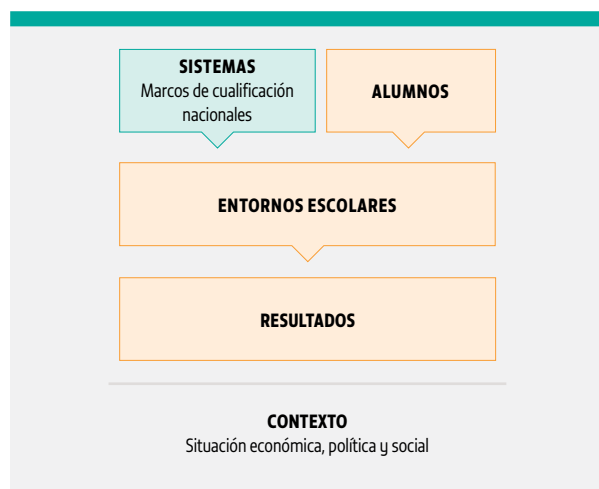 SISTEMAS
Marcos de cualificación
nacionales
ALUMNOS
ENTORNOS ESCOLARES
RESULTADOS
CONTEXTO
Situación económica, política y social